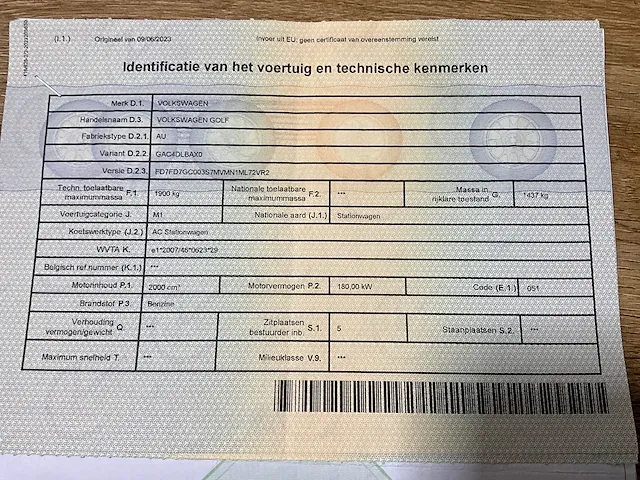 (I.1.) Origineel van 09/06/2023 Invoer uit EU: geen certificaat van overeenstemming vereist
Identificatie van het voertuig en technische kenmerken
Merk D.1. VOLKSWAGEN
Handelsnaam D.3. VOLKSWAGEN GOLF
Fabriekstype D.2.1. AU
Variant D.2.2. GACDLBAX0
Versie D.2.3. FD7FD7GC003S7MVMN1ML72VR2
Techn. toelaatbare maximummassa F.1. 1900 kg Nationale toelaatbare maximummassa F.2. *** Massa in rijklare toestand G. 1437 kg
Voertuigcategorie J. M1 Nationale aard (J.1.) Stationwagen
Koetswerktype (J.2.) AC Stationwagen
WVTA K. e1*2007/46*0623*29
Belgisch ref.nummer (K.1.) ***
Motorinhoud P.1. 2000 cm³ Motorvermogen P.2. 180,00 kW Code (E.1.) 051
Brandstof P.3. Benzine
Verhouding vermogen/gewicht Q. *** Zitplaatsen bestuurder inb. S.1. 5 Staanplaatsen S.2. ***
Maximum snelheid T. *** Milieuklasse V.9. ***